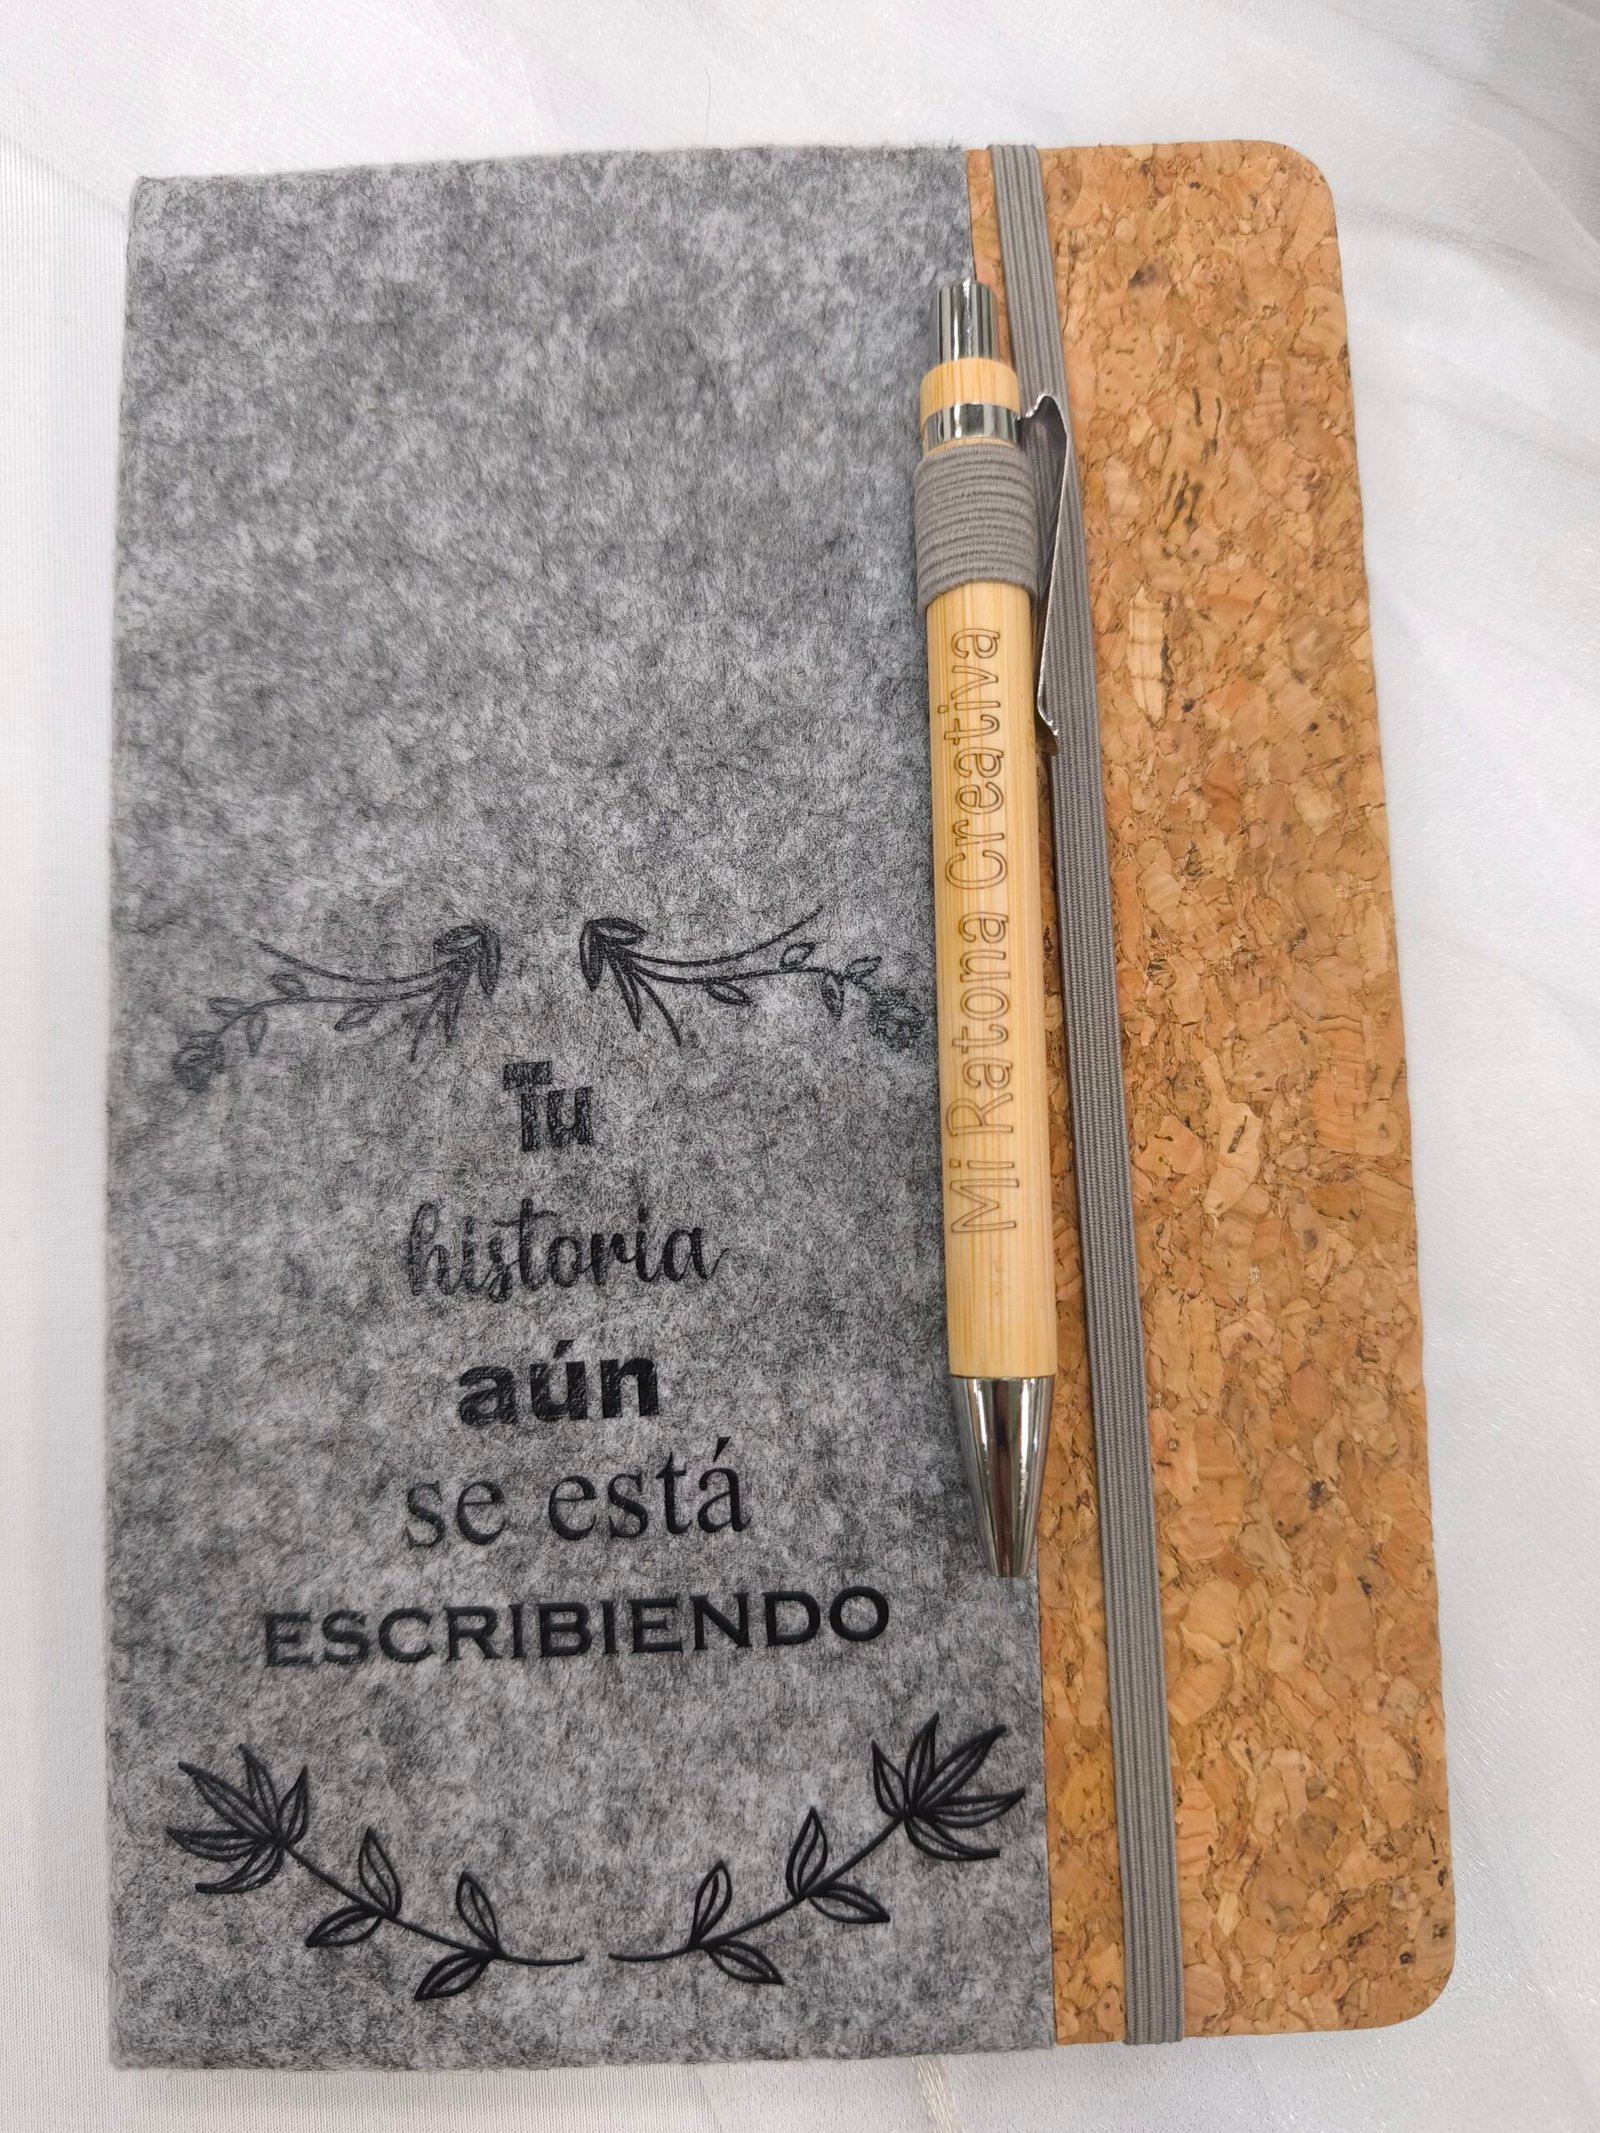 Tu
historia
aún
se está
ESCRIBIENDO
Mi Ratona Creativa